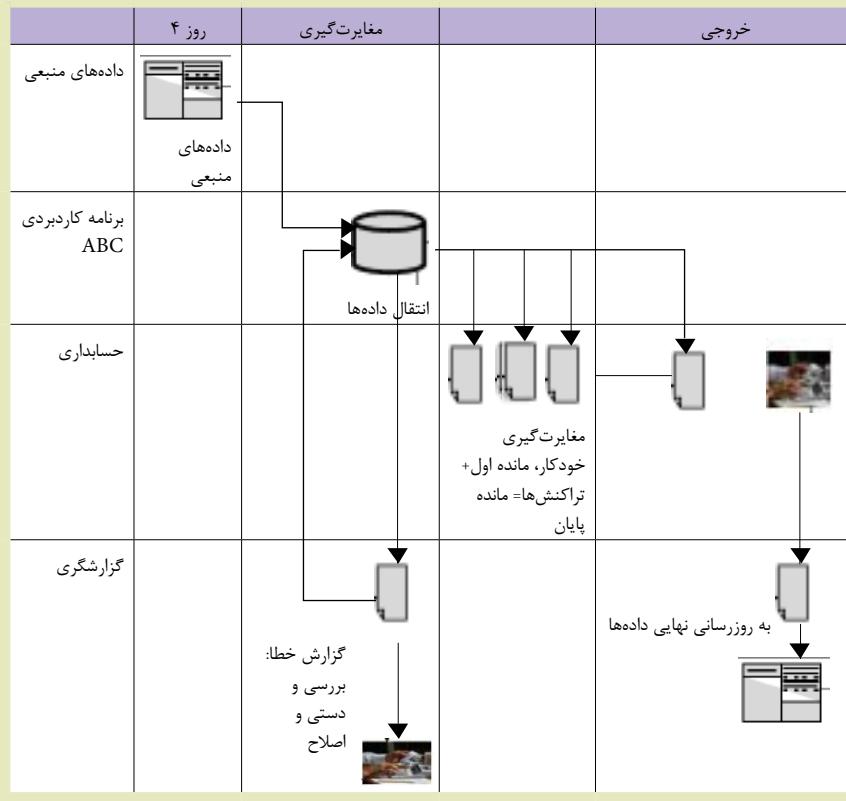 روز ۴
مغایرت‌گیری
خروجی
داده‌های منبعی
داده‌های
منبعی
برنامه کاردبردی
ABC
انتقال داده‌ها
حسابداری
مغایرت‌گیری
خودکار، مانده اول+
تراکنش‌ها= مانده
پایان
گزارشگری
گزارش خطا:
بررسی و
دستی و
اصلاح
به روزرسانی نهایی داده‌ها